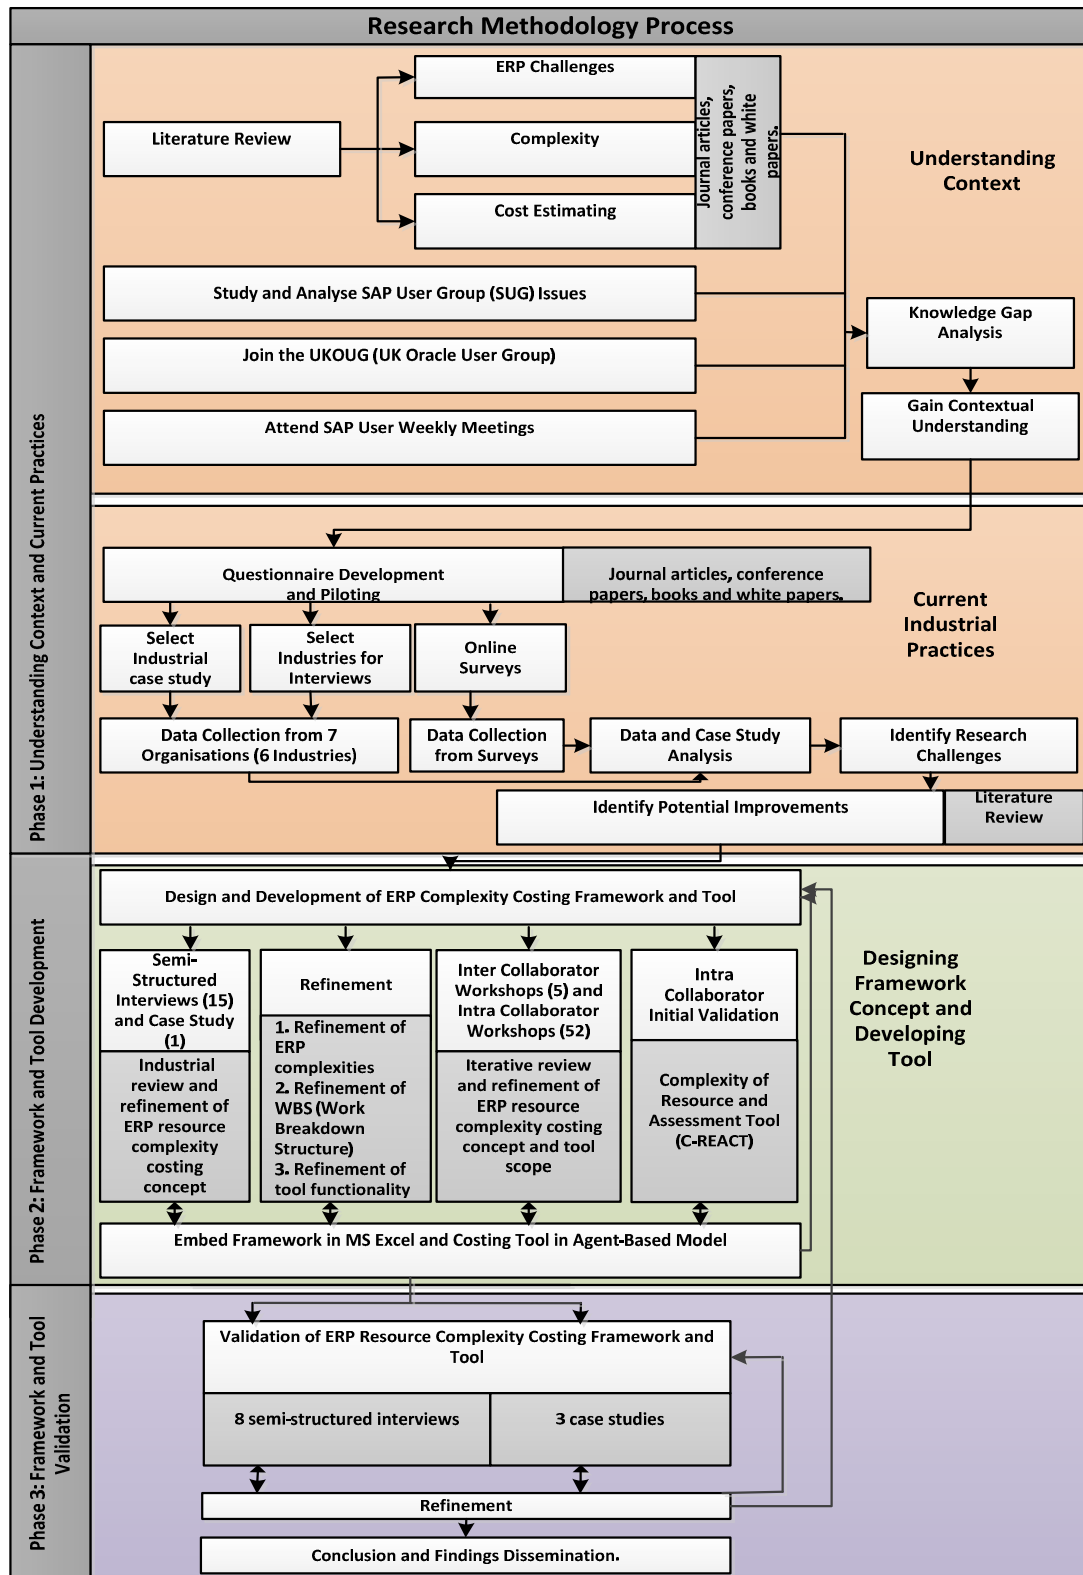 Research Methodology Process
Phase 1: Understanding Context and Current Practices
ERP Challenges
Literature Review
Complexity
Cost Estimating
Journal articles,
conference papers,
books and white
papers.
Understanding
Context
Study and Analyse SAP User Group (SUG) Issues
Join the UKOUG (UK Oracle User Group)
Attend SAP User Weekly Meetings
Knowledge Gap
Analysis
Gain Contextual
Understanding
Questionnaire Development
and Piloting
Journal articles, conference
papers, books and white papers.
Current
Industrial
Practices
Select
Industrial
case study
Select
Industries for
Interviews
Online
Surveys
Data Collection from 7
Organisations (6 Industries)
Data Collection
from Surveys
Data and Case Study
Analysis
Identify Research
Challenges
Identify Potential Improvements
Literature
Review
Phase 2: Framework and Tool Development
Design and Development of ERP Complexity Costing Framework and Tool
Semi-
Structured
Interviews (15)
and Case Study
(1)
Industrial
review and
refinement of
ERP resource
complexity
costing
concept
Refinement
1. Refinement of
ERP
complexities
2. Refinement of
WBS (Work
Breakdown
Structure)
3. Refinement of
tool functionality
Inter Collaborator
Workshops (5) and
Intra Collaborator
Workshops (52)
Iterative review
and refinement of
ERP resource
complexity costing
concept and tool
scope
Intra
Collaborator
Initial Validation
Complexity of
Resource and
Assessment Tool
(C-REACT)
Designing
Framework
Concept and
Developing
Tool
Embed Framework in MS Excel and Costing Tool in Agent-Based Model
Phase 3: Framework and Tool
Validation
Validation of ERP Resource Complexity Costing Framework and
Tool
8 semi-structured interviews
3 case studies
Refinement
Conclusion and Findings Dissemination.